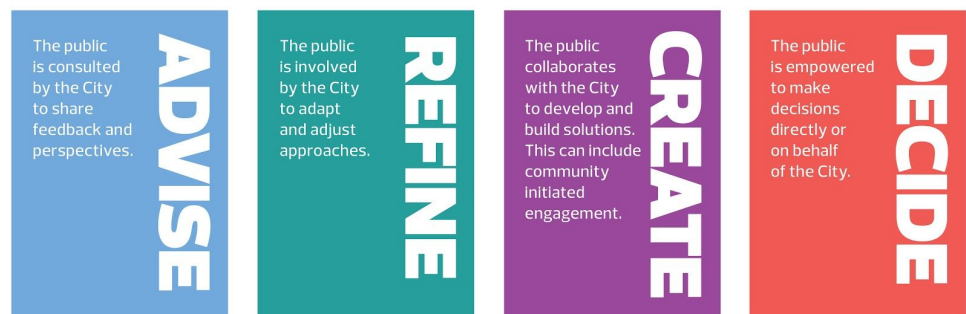 The public
is consulted
by the City
to share
feedback and
perspectives.
ADVISE
The public
is involved
by the City
to adapt
and adjust
approaches.
REFINE
The public
collaborates
with the City
to develop and
build solutions.
This can include
community
initiated
engagement.
CREATE
The public
is empowered
to make
decisions
directly or
on behalf
of the City.
DECIDE